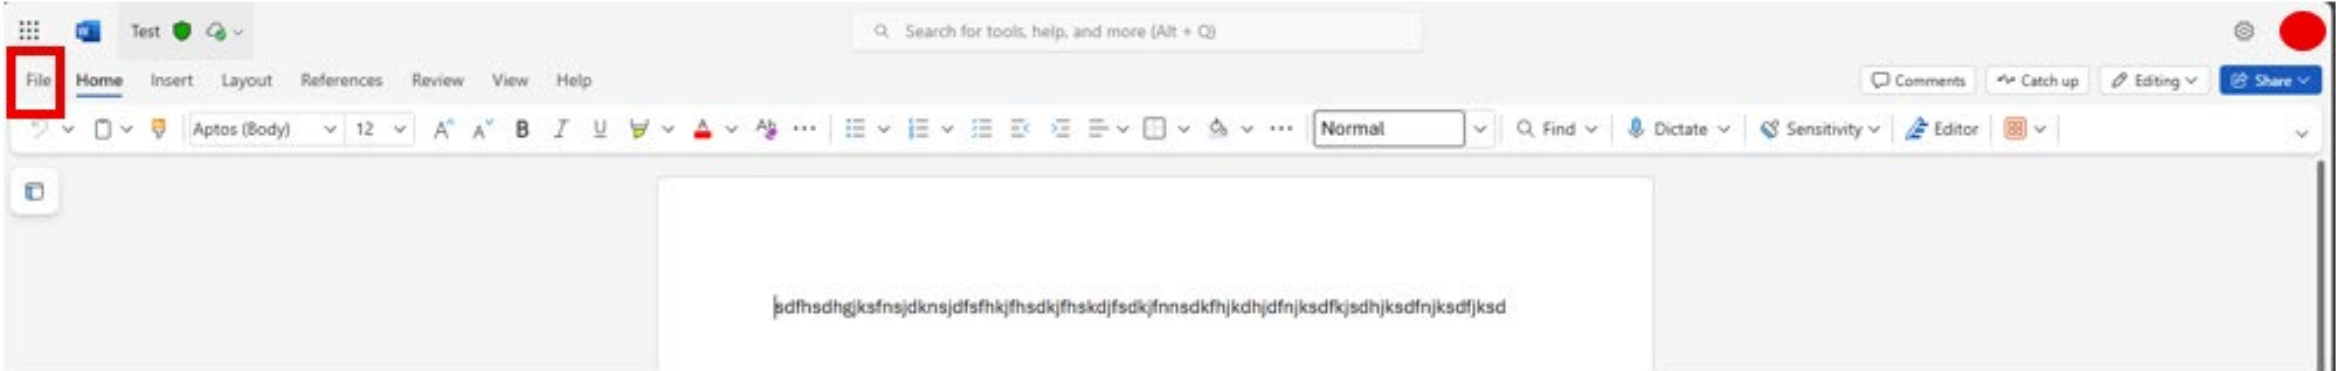 Test
Search for tools, help, and more (Alt + Q)
File Home Insert Layout References Review View Help Comments Catch up Editing Share
Aptos (Body) 12 A A B I U A Ab Normal Find Dictate Sensitivity Editor
sdfhsdhgjksfnsjdknsjdfsfhkjfhsdkjfhskdjfsdkjfnnsdkfhjkdhjdfnjksdfkjsdhjksdfnjksdfjksd